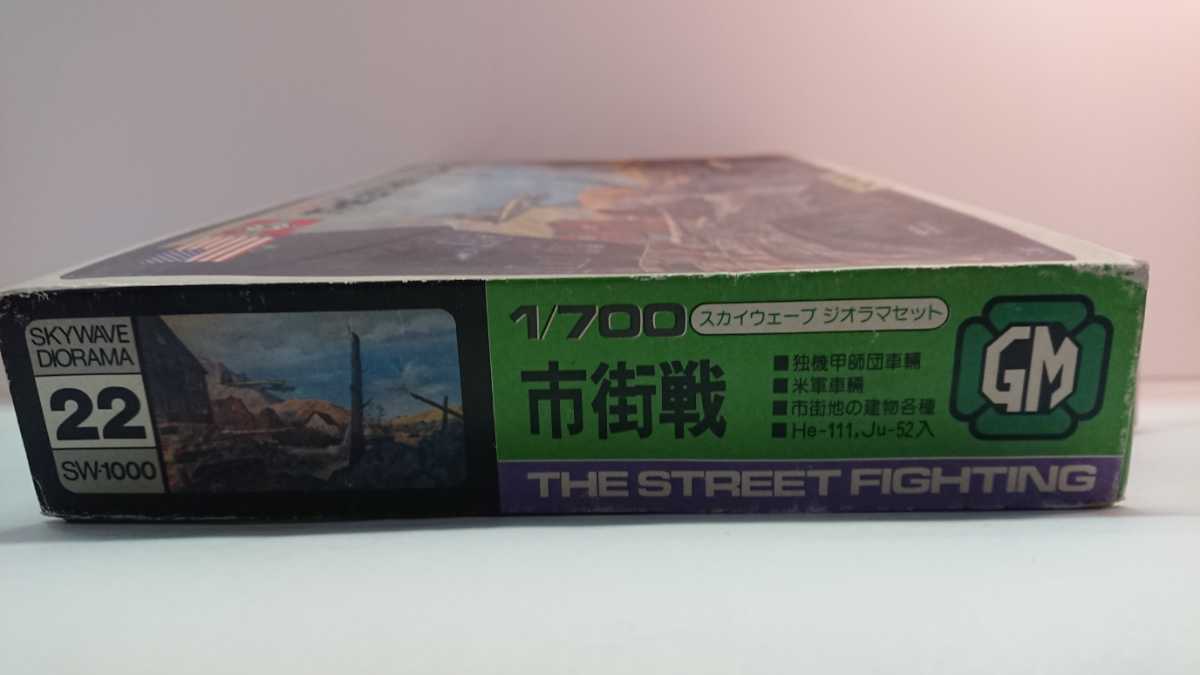 SKYWAVE
DIORAMA
22
SW-1000
1/700 スカイウェーブ ジオラマセット
市街戦
■独機甲師団車輛
■米軍車輛
■市街地の建物各種
■He-111, Ju-52入
GM
THE STREET FIGHTING